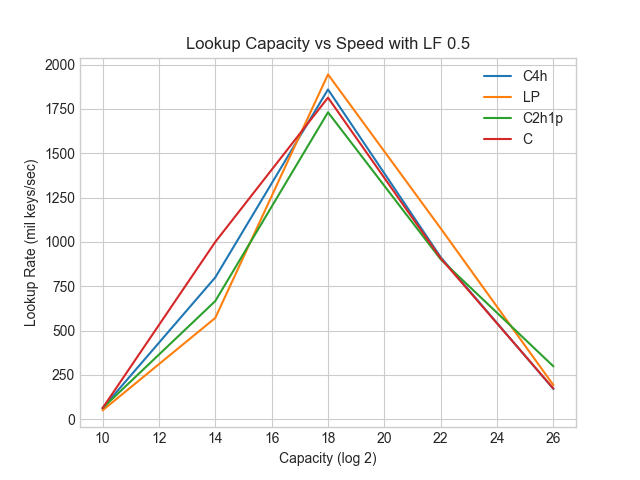 Lookup Capacity vs Speed with LF 0.5
2000
1750
1500
1250
1000
750
500
250
0
Lookup Rate (mil keys/sec)
C4h
LP
C2h1p
C
10 12 14 16 18 20 22 24 26
Capacity (log 2)